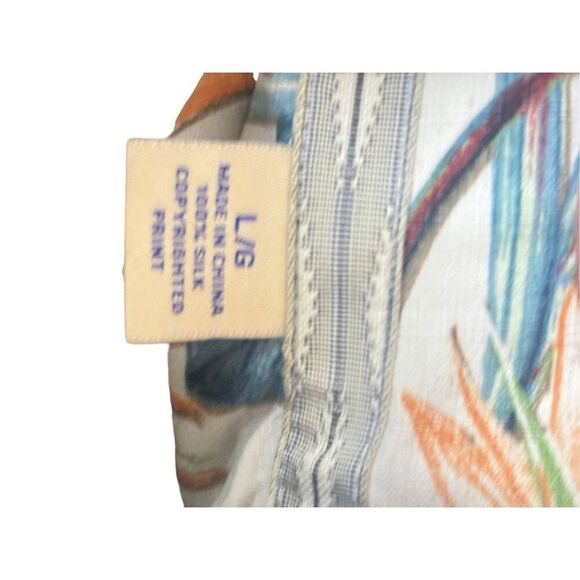 L/G
MADE IN CHINA
100% SILK
COPYRIGHTED
PRINT